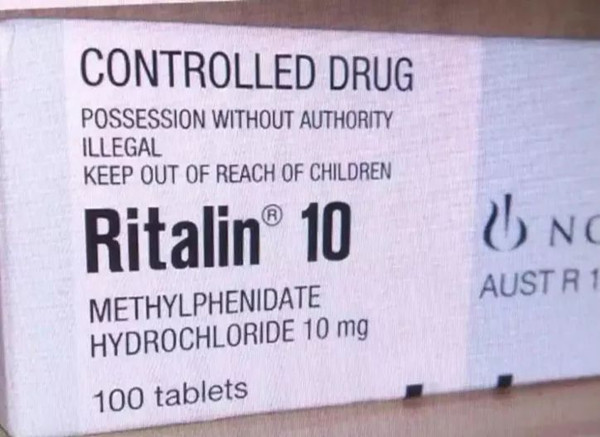 CONTROLLED DRUG
POSSESSION WITHOUT AUTHORITY
ILLEGAL
KEEP OUT OF REACH OF CHILDREN
Ritalin® 10
METHYLPHENIDATE
HYDROCHLORIDE 10 mg
100 tablets
AUST R